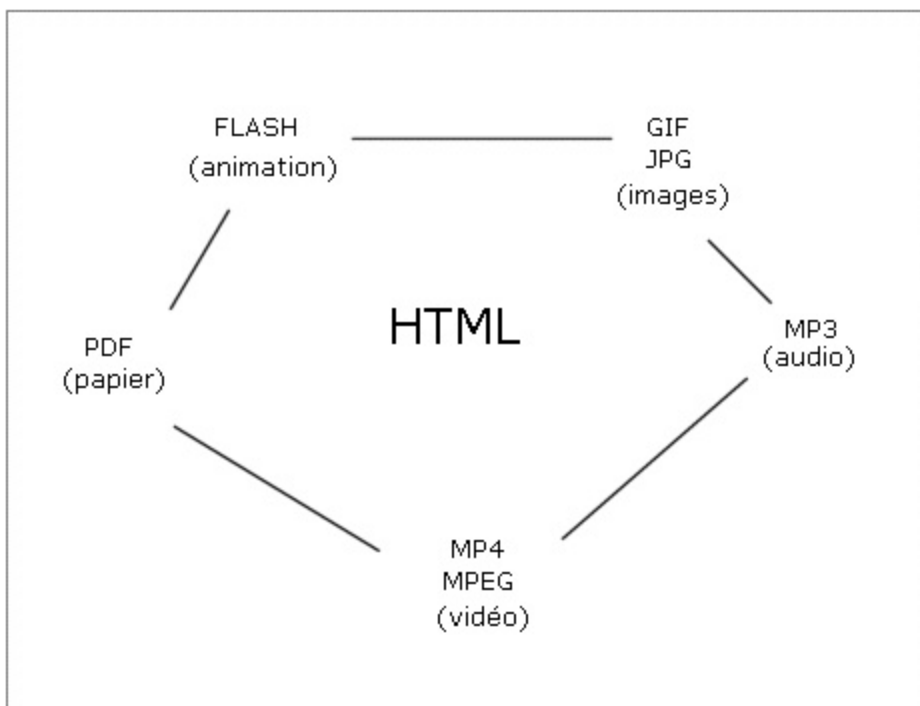 FLASH
(animation)
GIF
JPG
(images)
HTML
PDF
(papier)
MP3
(audio)
MP4
MPEG
(vidéo)